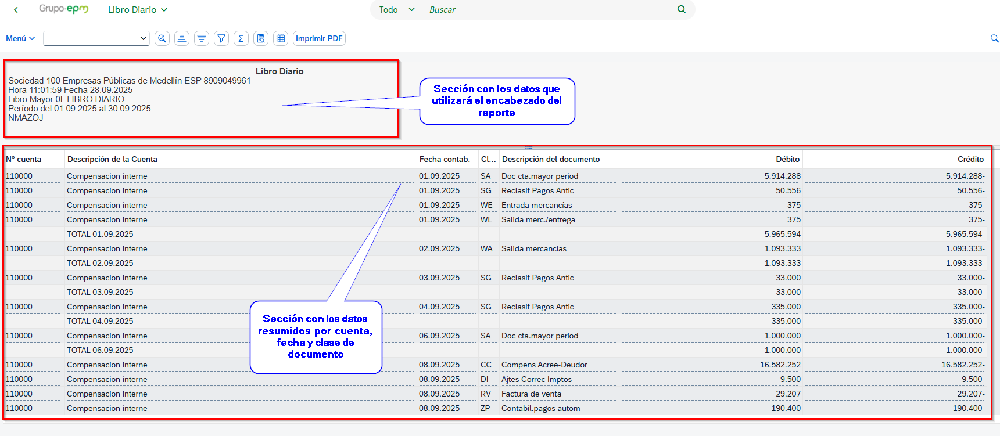 Grupo·epm Libro Diario Todo Buscar
Menú Imprimir PDF
Libro Diario
Sociedad 100 Empresas Públicas de Medellín ESP 8909049961
Hora 11:01:59 Fecha 28.09.2025
Libro Mayor 0L LIBRO DIARIO
Período del 01.09.2025 al 30.09.2025
NMAZOJ
Sección con los datos que
utilizará el encabezado del
reporte
Nº cuenta Descripción de la Cuenta Fecha contab. Cl... Descripción del documento Débito Crédito
110000 Compensacion interne 01.09.2025 SA Doc cta.mayor period 5.914.288 5.914.288-
110000 Compensacion interne 01.09.2025 SG Reclasif Pagos Antic 50.556 50.556-
110000 Compensacion interne 01.09.2025 WE Entrada mercancías 375 375-
110000 Compensacion interne 01.09.2025 WL Salida merc./entrega 375 375-
TOTAL 01.09.2025 5.965.594 5.965.594-
110000 Compensacion interne 02.09.2025 WA Salida mercancías 1.093.333 1.093.333-
TOTAL 02.09.2025 1.093.333 1.093.333-
110000 Compensacion interne 03.09.2025 SG Reclasif Pagos Antic 33.000 33.000-
TOTAL 03.09.2025 33.000 33.000-
110000 Compensacion interne 04.09.2025 SG Reclasif Pagos Antic 335.000 335.000-
TOTAL 04.09.2025 335.000 335.000-
110000 Compensacion interne 06.09.2025 SA Doc cta.mayor period 1.000.000 1.000.000-
TOTAL 06.09.2025 1.000.000 1.000.000-
110000 Compensacion interne 08.09.2025 CC Compens Acree-Deudor 16.582.252 16.582.252-
110000 Compensacion interne 08.09.2025 DI Ajtes Correc Imptos 9.500 9.500-
110000 Compensacion interne 08.09.2025 RV Factura de venta 29.207 29.207-
110000 Compensacion interne 08.09.2025 ZP Contabil.pagos autom 190.400 190.400-
Sección con los datos
resumidos por cuenta,
fecha y clase de
documento